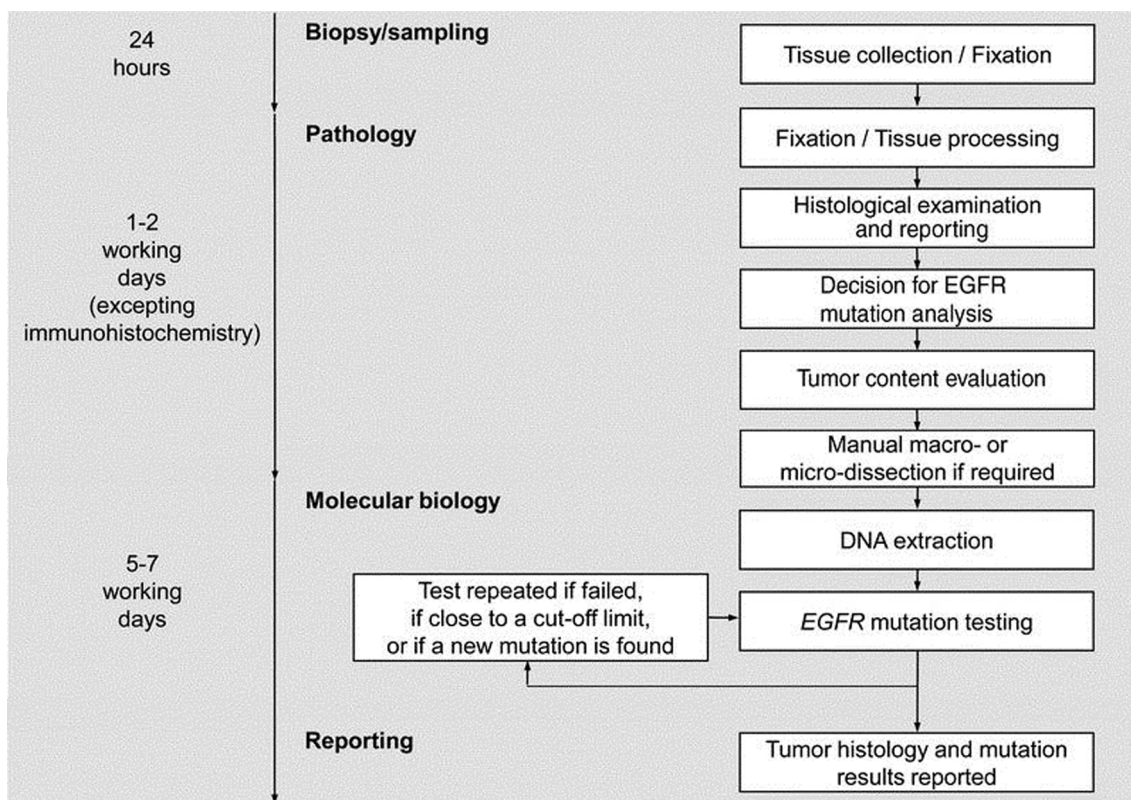 24
hours
Biopsy/sampling
Tissue collection / Fixation
Pathology
Fixation / Tissue processing
Histological examination
and reporting
1-2
working
days
(excepting
immunohistochemistry)
Decision for EGFR
mutation analysis
Tumor content evaluation
Manual macro- or
micro-dissection if required
Molecular biology
DNA extraction
5-7
working
days
Test repeated if failed,
if close to a cut-off limit,
or if a new mutation is found
EGFR mutation testing
Reporting
Tumor histology and mutation
results reported